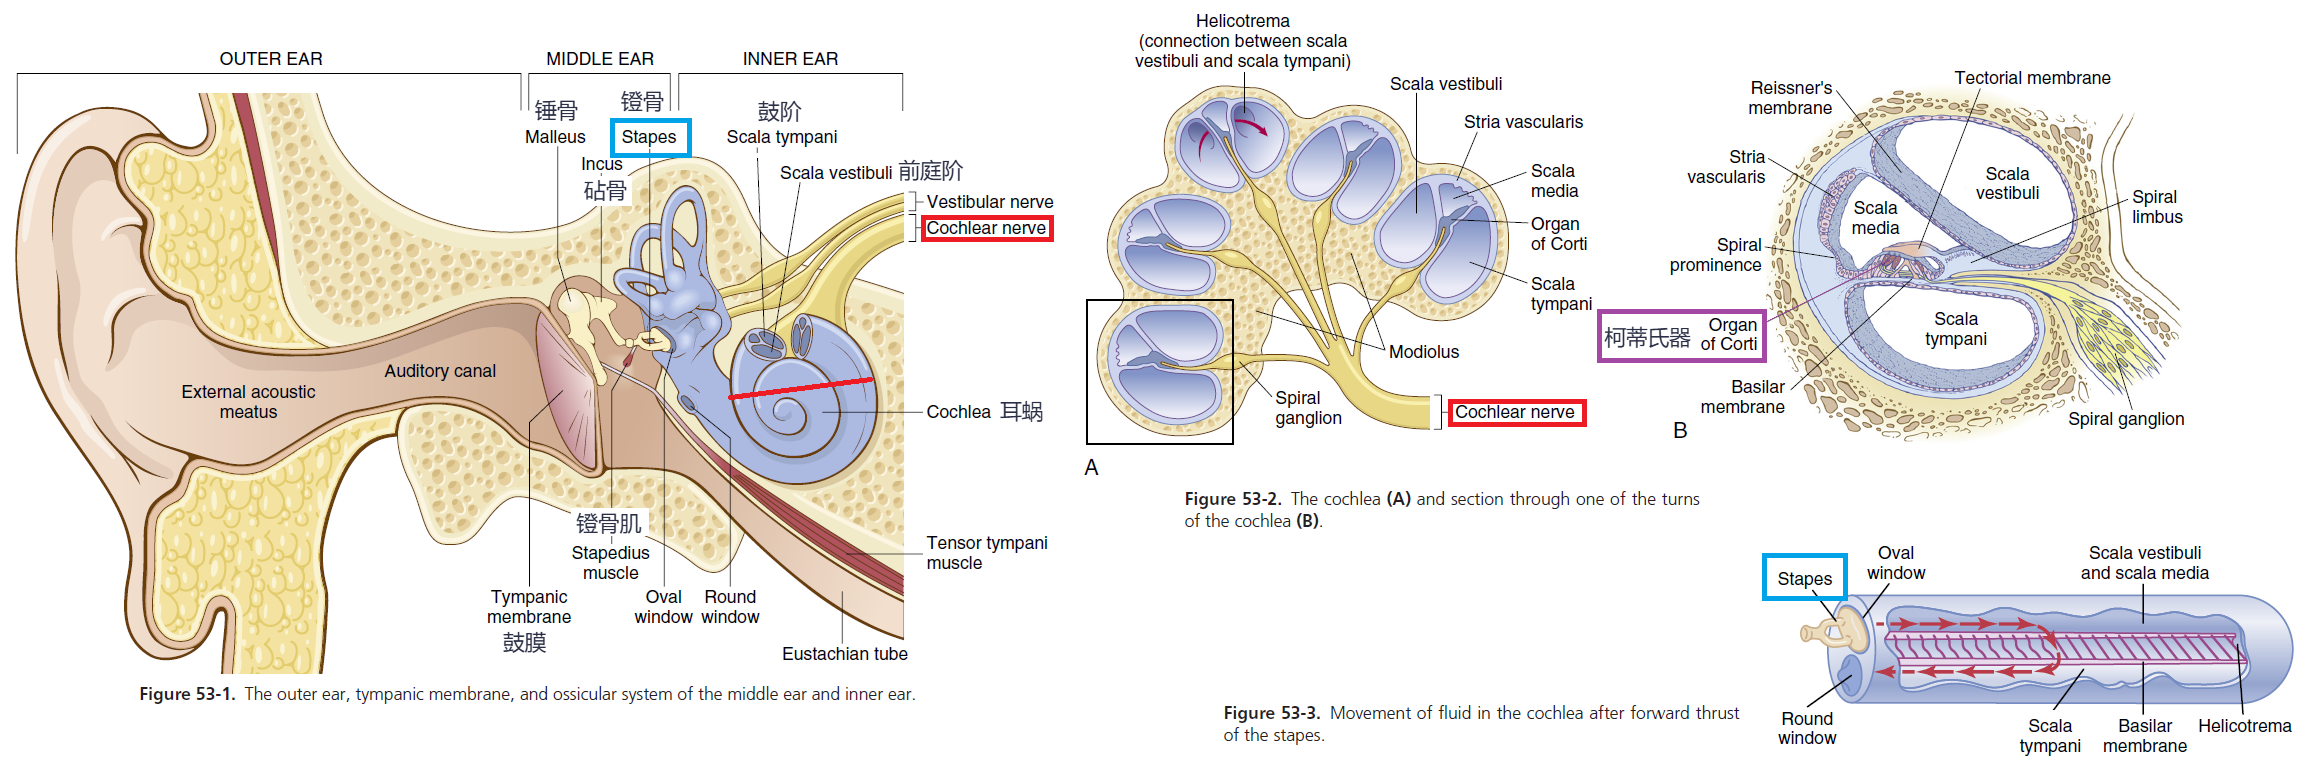 OUTER EAR
MIDDLE EAR
INNER EAR
锤骨
Malleus
镫骨
Stapes
鼓阶
Scala tympani
Incus
砧骨
Scala vestibuli 前庭阶
Vestibular nerve
Cochlear nerve
External acoustic
meatus
Auditory canal
Cochlea 耳蜗
镫骨肌
Stapedius
muscle
Tensor tympani
muscle
Tympanic
membrane
鼓膜
Oval
window
Round
window
Eustachian tube
Figure 53-1. The outer ear, tympanic membrane, and ossicular system of the middle ear and inner ear.
Helicotrema
(connection between scala
vestibuli and scala tympani)
Scala vestibuli
Stria vascularis
Scala
media
Organ
of Corti
Scala
tympani
Modiolus
Spiral
ganglion
Cochlear nerve
A
Reissner's
membrane
Tectorial membrane
Stria
vascularis
Scala
vestibuli
Scala
media
Spiral
limbus
Spiral
prominence
柯蒂氏器 Organ
of Corti
Scala
tympani
Basilar
membrane
Spiral ganglion
B
Figure 53-2. The cochlea (A) and section through one of the turns
of the cochlea (B).
Stapes
Oval
window
Scala vestibuli
and scala media
Round
window
Scala
tympani
Basilar
membrane
Helicotrema
Figure 53-3. Movement of fluid in the cochlea after forward thrust
of the stapes.